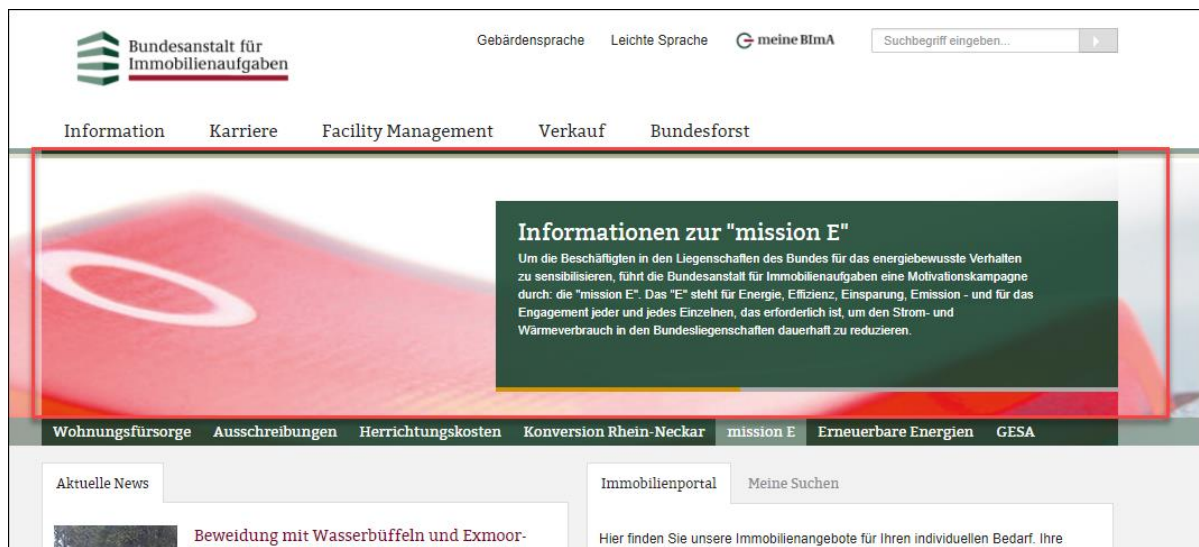 Bundesanstalt für
Immobilienaufgaben
Gebärdensprache Leichte Sprache meine BImA Suchbegriff eingeben...
Information Karriere Facility Management Verkauf Bundesforst
Informationen zur "mission E"
Um die Beschäftigten in den Liegenschaften des Bundes für das energiebewusste Verhalten
zu sensibilisieren, führt die Bundesanstalt für Immobilienaufgaben eine Motivationskampagne
durch: die "mission E". Das "E" steht für Energie, Effizienz, Einsparung, Emission - und für das
Engagement jeder und jedes Einzelnen, das erforderlich ist, um den Strom- und
Wärmeverbrauch in den Bundesliegenschaften dauerhaft zu reduzieren.
Wohnungsfürsorge Ausschreibungen Herrichtungskosten Konversion Rhein-Neckar mission E Erneuerbare Energien GESA
Aktuelle News
Beweidung mit Wasserbüffeln und Exmoor-
Immobilienportal Meine Suchen
Hier finden Sie unsere Immobilienangebote für Ihren individuellen Bedarf. Ihre